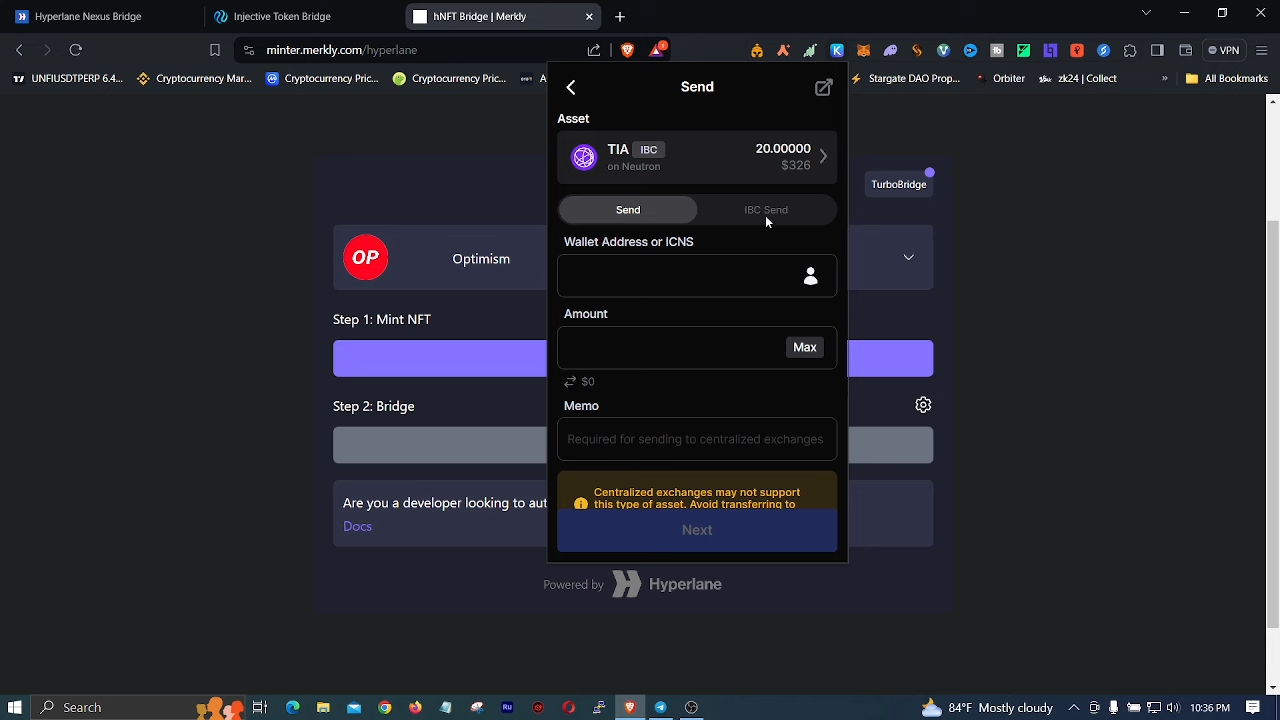 Hyperlane Nexus Bridge
Injective Token Bridge
hNFT Bridge | Merkly
minter.merkly.com/hyperlane
VPN
UNFIUSDTPERP 6.4...
Cryptocurrency Mar...
Cryptocurrency Pric...
Cryptocurrency Pric...
Stargate DAO Prop...
Orbiter
zk24 | Collect
»
All Bookmarks
Send
Asset
TIA IBC
on Neutron
20.00000
$326
TurboBridge
Send
IBC Send
Wallet Address or ICNS
OP
Optimism
Amount
Step 1: Mint NFT
Max
$0
Step 2: Bridge
Memo
Required for sending to centralized exchanges
Centralized exchanges may not support
this type of asset. Avoid transferring to
Are you a developer looking to aut
Docs
Next
Powered by Hyperlane
Search
Ru
84°F Mostly cloudy
10:36 PM